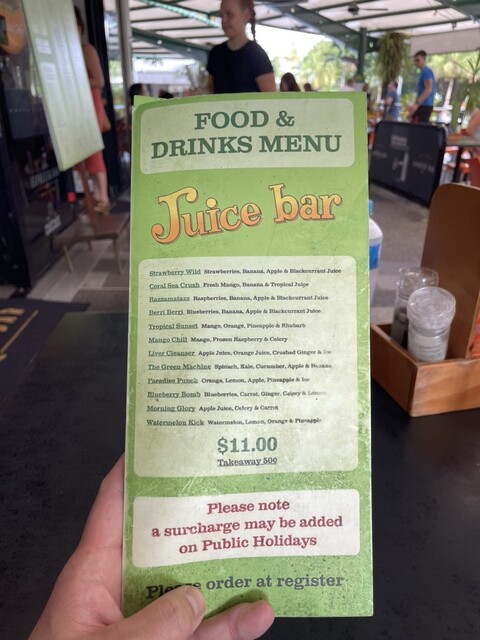 FOOD &
DRINKS MENU
Juice bar
Strawberry Wild Strawberries, Banana, Apple & Blackcurrant Juice
Coral Sea Crush Fresh Mango, Banana & Tropical Juice
Razzamatazz Raspberries, Banana, Apple & Blackcurrant Juice
Berri Berri Blueberries, Banana, Apple & Blackcurrant Juice
Tropical Sunset Mango, Orange, Pineapple & Rhubarb
Mango Chill Mango, Frozen Raspberry & Celery
Liver Cleanser Apple Juice, Orange Juice, Crushed Ginger & Ice
The Green Machine Spinach, Kale, Cucumber, Apple & Banana
Paradise Punch Orange, Lemon, Apple, Pineapple & Ice
Blueberry Bomb Blueberries, Carrot, Ginger, Celery & Lemon
Morning Glory Apple Juice, Celery & Carrot
Watermelon Kick Watermelon, Lemon, Orange & Pineapple
$11.00
Takeaway 50¢
Please note
a surcharge may be added
on Public Holidays
Please order at register